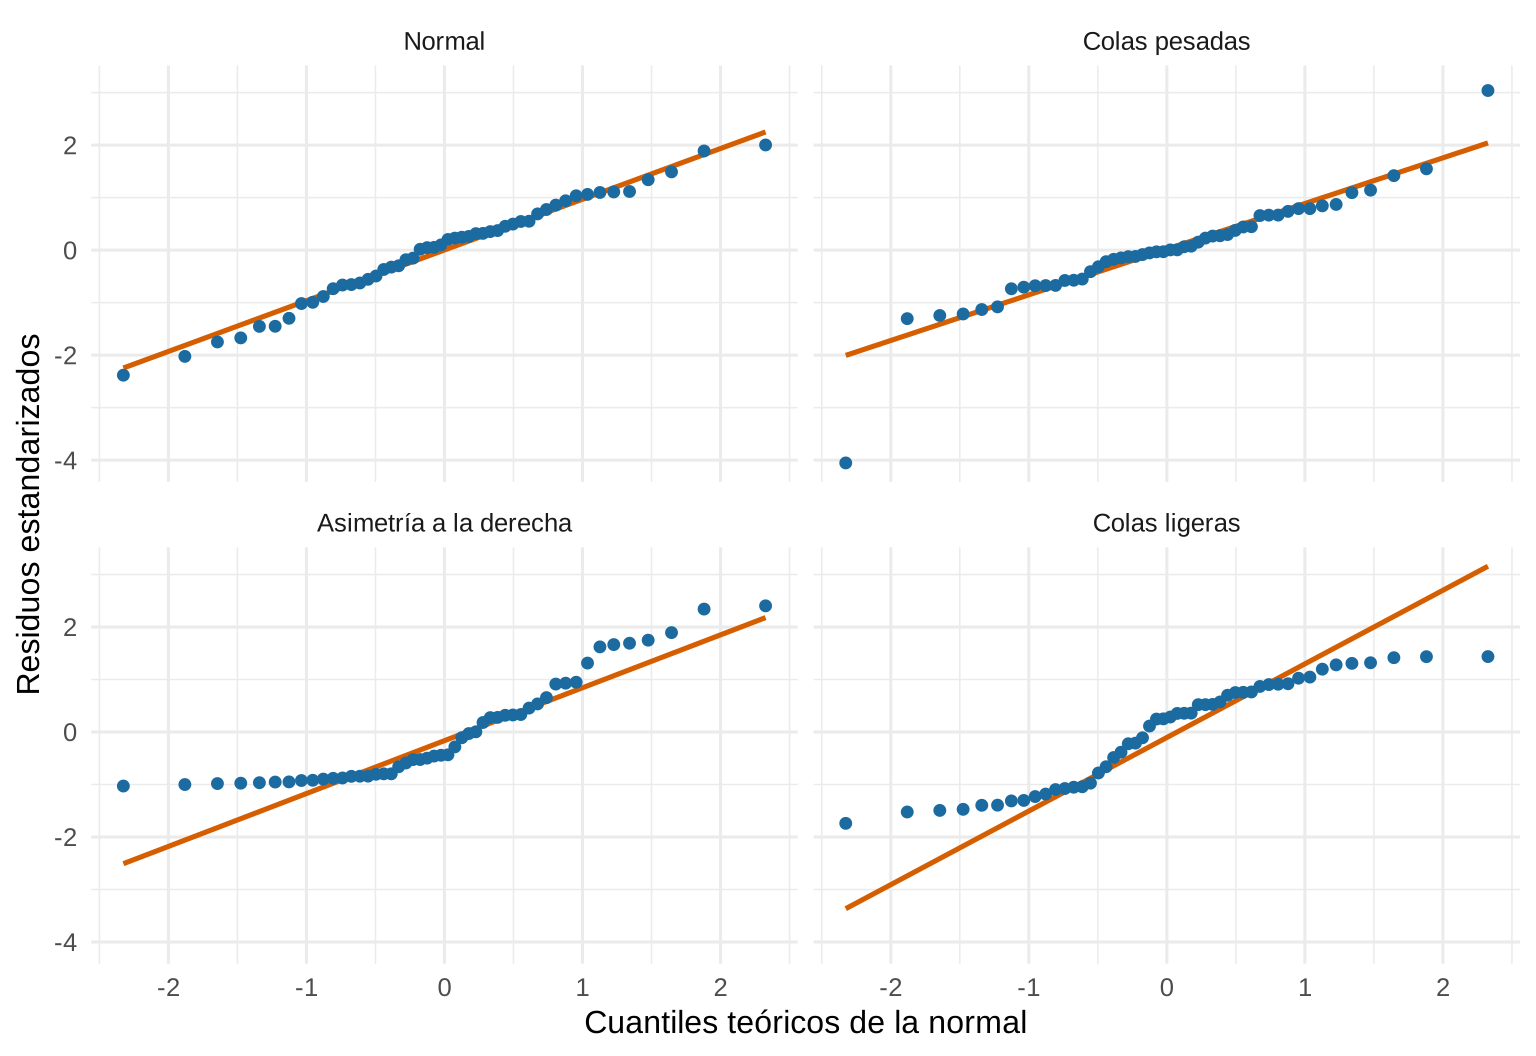 Normal
Colas pesadas
2
0
-2
-4
Asimetría a la derecha
Colas ligeras
2
0
-2
-4
-2 -1 0 1 2
-2 -1 0 1 2
Cuantiles teóricos de la normal
Residuos estandarizados